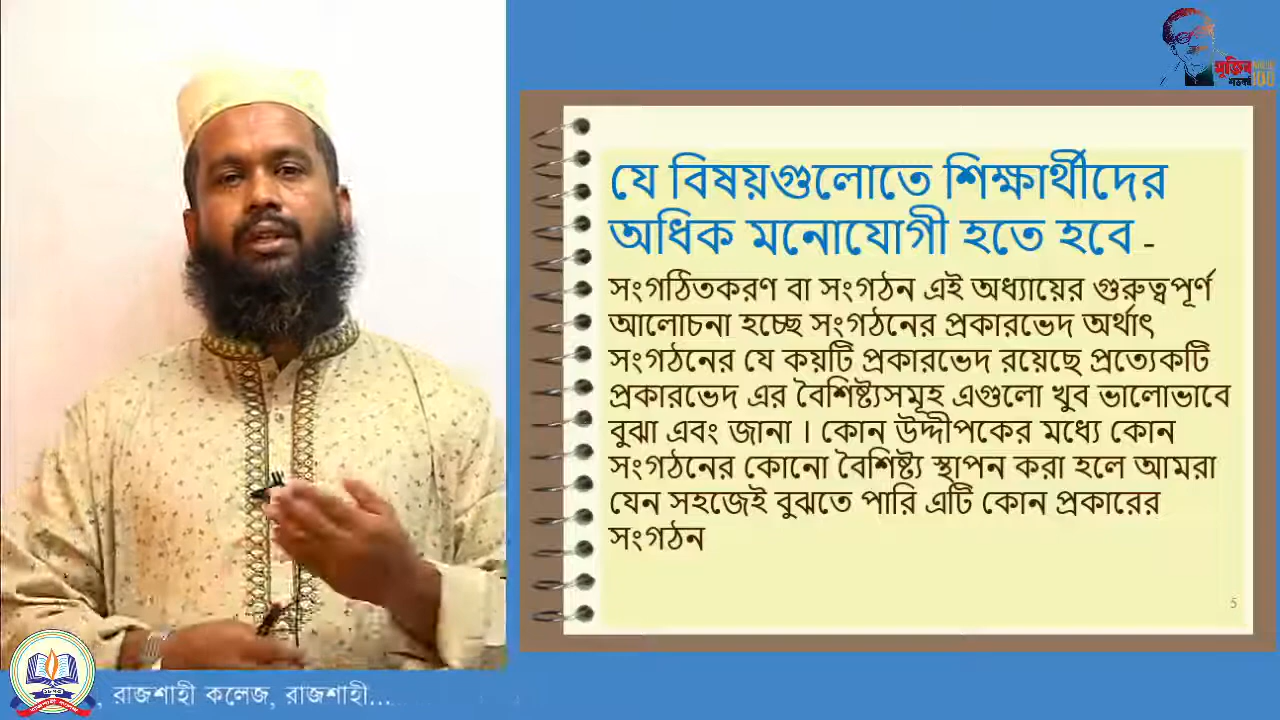 মুজিব
শতবর্ষ
100
যে বিষয়গুলোতে শিক্ষার্থীদের
অধিক মনোযোগী হতে হবে -
সংগঠিতকরণ বা সংগঠন এই অধ্যায়ের গুরুত্বপূর্ণ
আলোচনা হচ্ছে সংগঠনের প্রকারভেদ অর্থাৎ
সংগঠনের যে কয়টি প্রকারভেদ রয়েছে প্রত্যেকটি
প্রকারভেদ এর বৈশিষ্ট্যসমূহ এগুলো খুব ভালোভাবে
বুঝা এবং জানা । কোন উদ্দীপকের মধ্যে কোন
সংগঠনের কোনো বৈশিষ্ট্য স্থাপন করা হলে আমরা
যেন সহজেই বুঝতে পারি এটি কোন প্রকারের
সংগঠন
5
, রাজশাহী কলেজ, রাজশাহী...